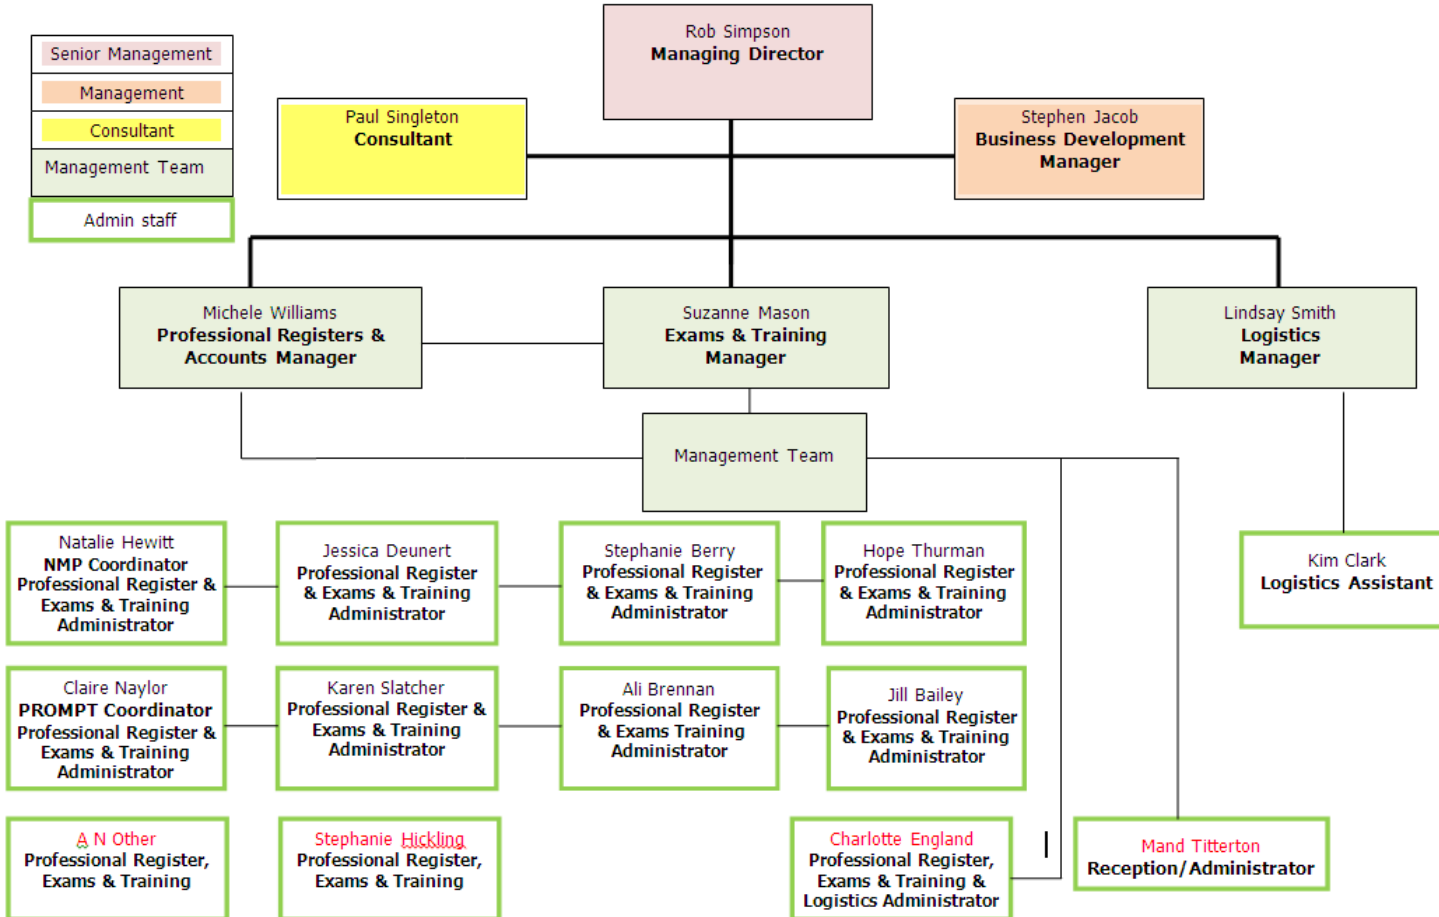 Rob Simpson
Managing Director
Senior Management
Management
Consultant
Management Team
Admin staff
Paul Singleton
Consultant
Stephen Jacob
Business Development
Manager
Michele Williams
Professional Registers &
Accounts Manager
Suzanne Mason
Exams & Training
Manager
Lindsay Smith
Logistics
Manager
Management Team
Natalie Hewitt
NMP Coordinator
Professional Register &
Exams & Training
Administrator
Jessica Deunert
Professional Register
& Exams & Training
Administrator
Stephanie Berry
Professional Register
& Exams & Training
Administrator
Hope Thurman
Professional Register
& Exams & Training
Administrator
Kim Clark
Logistics Assistant
Claire Naylor
PROMPT Coordinator
Professional Register &
Exams & Training
Administrator
Karen Slatcher
Professional Register &
Exams & Training
Administrator
Ali Brennan
Professional Register
& Exams Training
Administrator
Jill Bailey
Professional Register
& Exams & Training
Administrator
A N Other
Professional Register,
Exams & Training
Stephanie Hickling
Professional Register,
Exams & Training
Charlotte England
Professional Register,
Exams & Training &
Logistics Administrator
Mand Titterton
Reception/Administrator